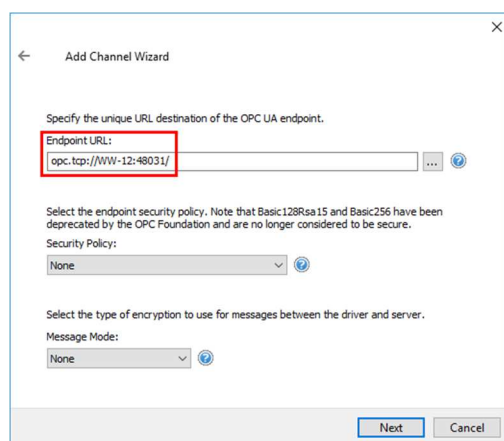 Add Channel Wizard
Specify the unique URL destination of the OPC UA endpoint.
Endpoint URL:
opc.tcp://WW-12:48031/
...
Select the endpoint security policy. Note that Basic128Rsa15 and Basic256 have been
deprecated by the OPC Foundation and are no longer considered to be secure.
Security Policy:
None
Select the type of encryption to use for messages between the driver and server.
Message Mode:
None
Next Cancel